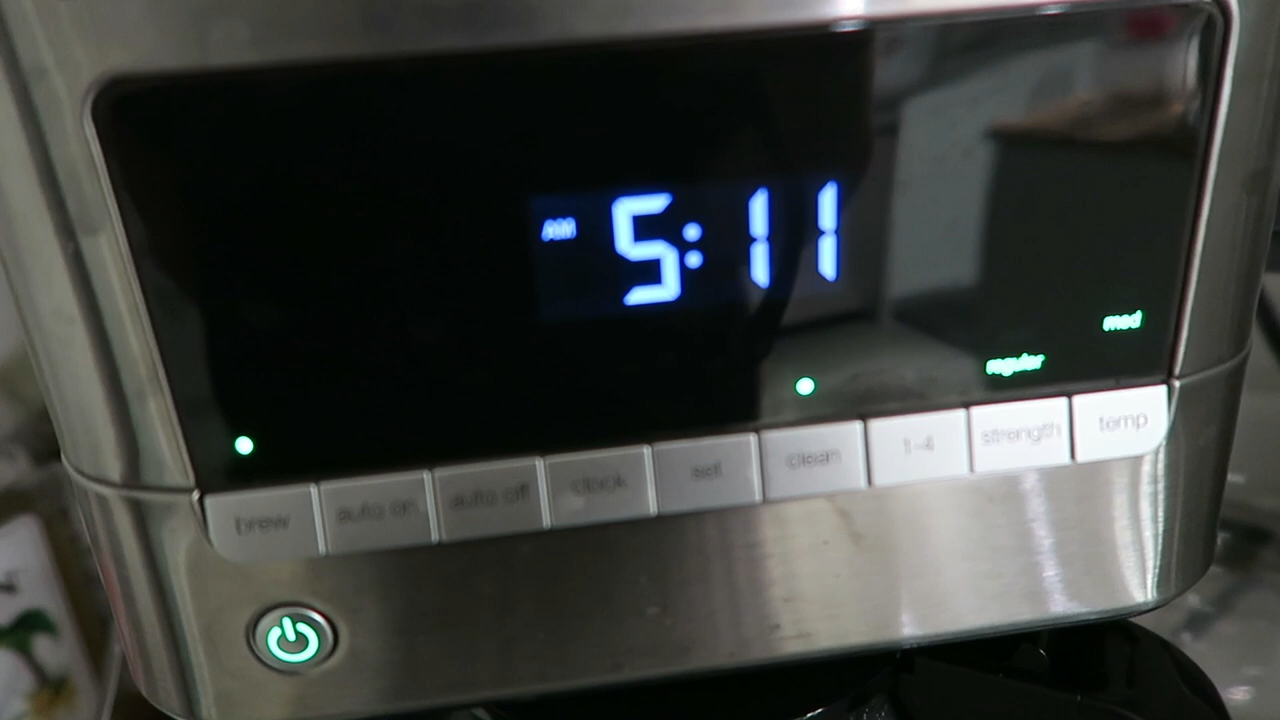 AM 5:11
med
regular
brew auto on auto off clock set clean 1-4 strength temp